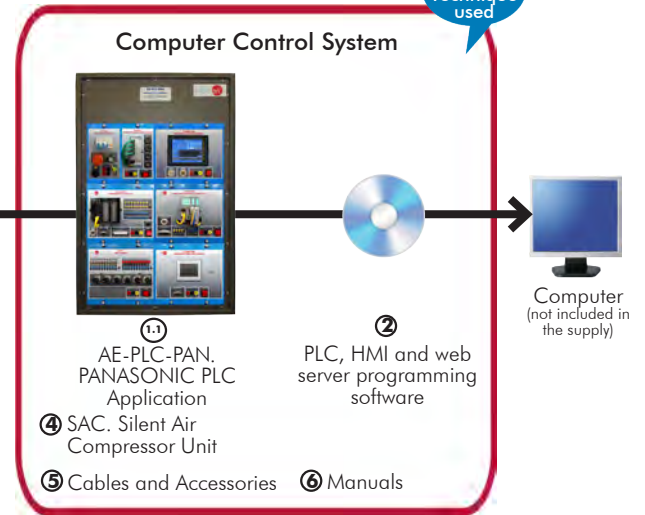 used
Computer Control System
1.1
AE-PLC-PAN.
PANASONIC PLC
Application
2
PLC, HMI and web
server programming
software
Computer
(not included in
the supply)
4 SAC. Silent Air
Compressor Unit
5 Cables and Accessories
6 Manuals